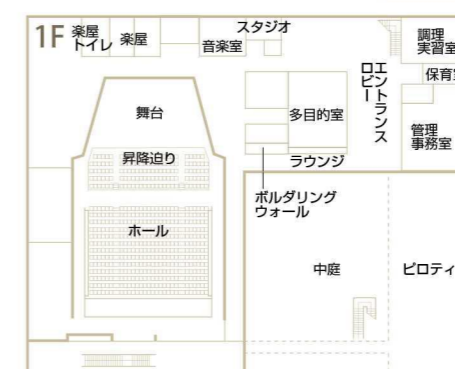 1F
楽屋
トイレ
楽屋
音楽室
スタジオ
調理
実習室
保育
エントランス
ロビー
舞台
多目的室
管理
事務室
昇降迫り
ラウンジ
ボルダリング
ウォール
ホール
中庭
ピロティ